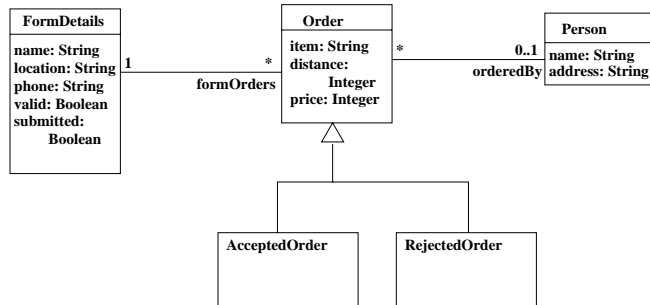 FormDetails
name: String
location: String
phone: String
valid: Boolean
submitted:
Boolean
1
*
formOrders
Order
item: String
distance:
Integer
price: Integer
*
0..1
orderedBy
Person
name: String
address: String
AcceptedOrder
RejectedOrder